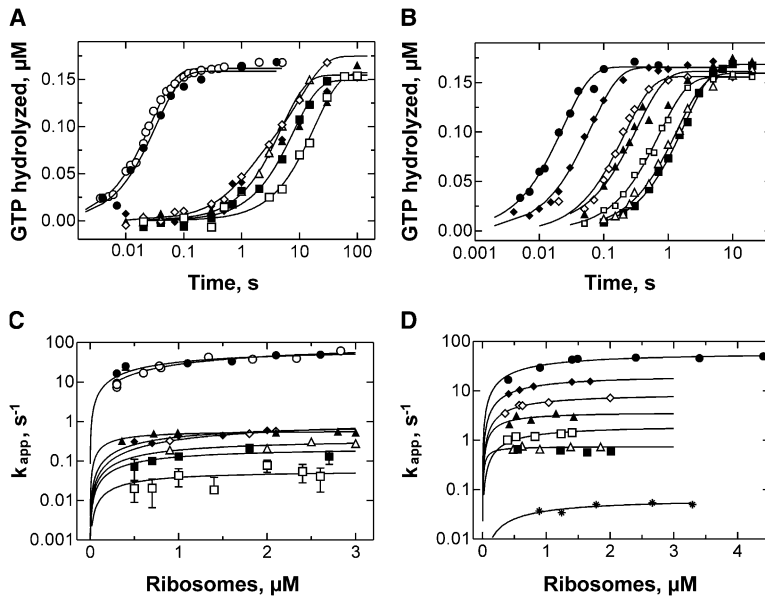 A
GTP hydrolyzed, µM
0.15
0.10
0.05
0.00
0.01 0.1 1 10 100
Time, s
B
GTP hydrolyzed, µM
0.15
0.10
0.05
0.00
0.001 0.01 0.1 1 10
Time, s
C
kapp, s-1
100
10
1
0.1
0.01
0.001
0 1 2 3
Ribosomes, µM
D
kapp, s-1
100
10
1
0.1
0.01
0 1 2 3 4
Ribosomes, µM